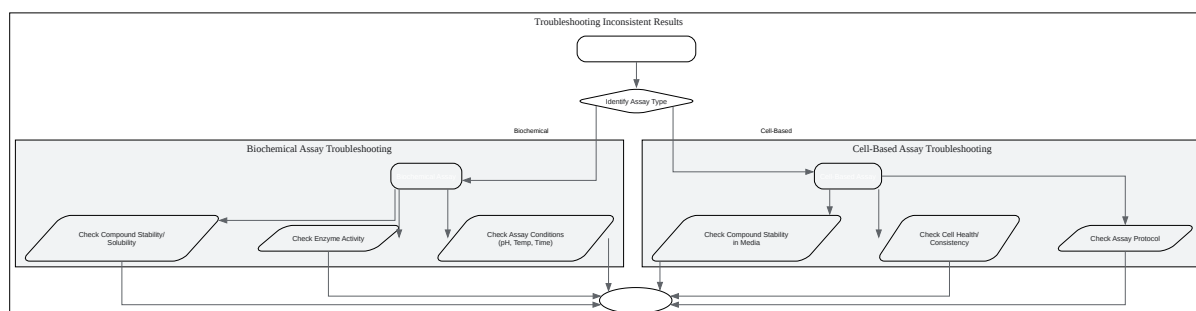 Troubleshooting Inconsistent Results
Identify Assay Type
Biochemical
Cell-Based
Biochemical Assay Troubleshooting
Cell-Based Assay Troubleshooting
Check Compound Stability/
Solubility
Check Enzyme Activity
Check Assay Conditions
(pH, Temp, Time)
Check Compound Stability
in Media
Check Cell Health/
Consistency
Check Assay Protocol